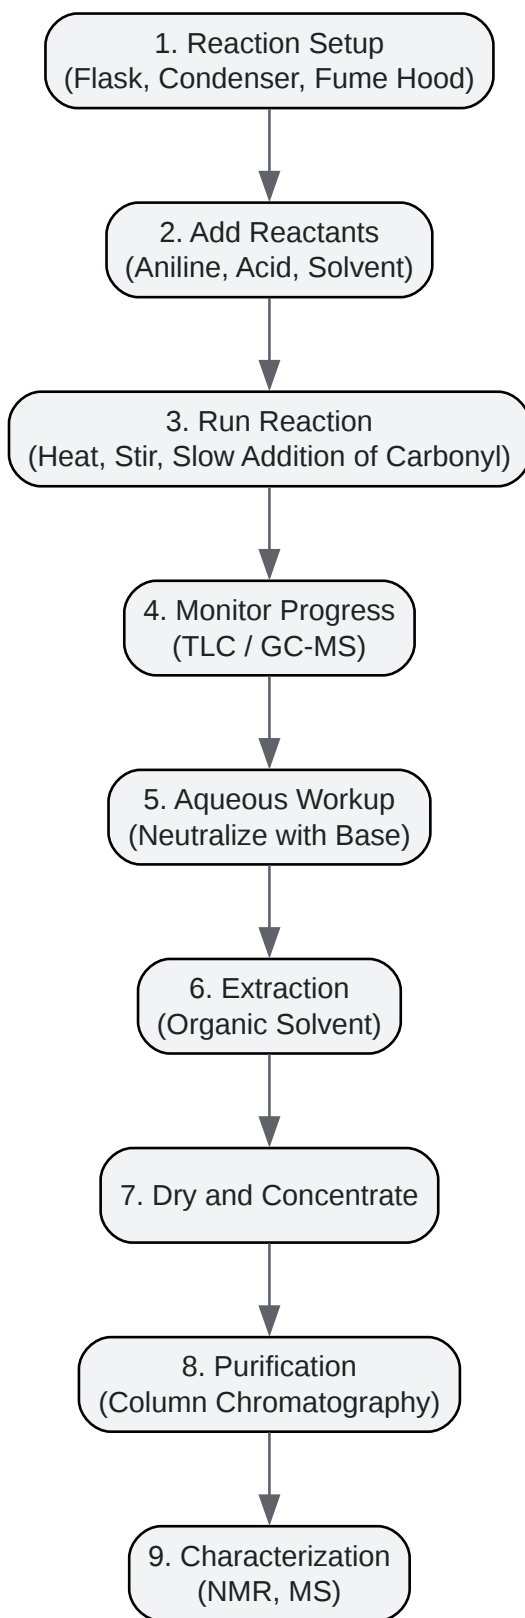 1. Reaction Setup
(Flask, Condenser, Fume Hood)
2. Add Reactants
(Aniline, Acid, Solvent)
3. Run Reaction
(Heat, Stir, Slow Addition of Carbonyl)
4. Monitor Progress
(TLC / GC-MS)
5. Aqueous Workup
(Neutralize with Base)
6. Extraction
(Organic Solvent)
7. Dry and Concentrate
8. Purification
(Column Chromatography)
9. Characterization
(NMR, MS)